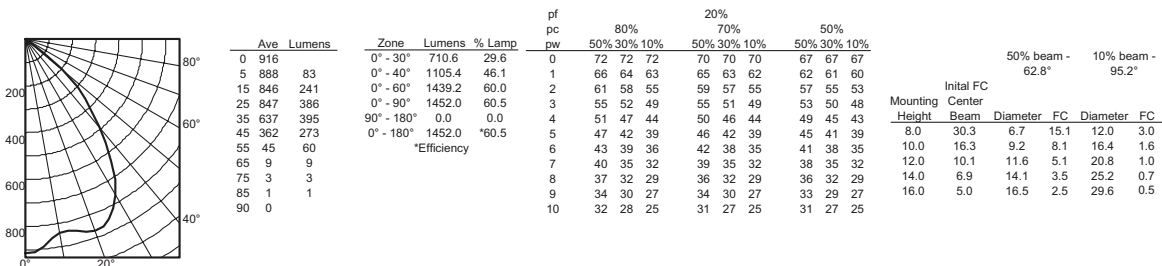 200
400
600
800
0°
20°
40°
60°
80°
Ave Lumens
0 916
5 888 83
15 846 241
25 847 386
35 637 395
45 362 273
55 45 60
65 9 9
75 3 3
85 1 1
90 0
Zone Lumens % Lamp
0° - 30° 710.6 29.6
0° - 40° 1105.4 46.1
0° - 60° 1439.2 60.0
0° - 90° 1452.0 60.5
90° - 180° 0.0 0.0
0° - 180° 1452.0 *60.5
*Efficiency
pf 20%
pc 80% 70% 50%
pw 50% 30% 10% 50% 30% 10% 50% 30% 10%
0 72 72 72 70 70 70 67 67 67
1 66 64 63 65 63 62 62 61 60
2 61 58 55 59 57 55 57 55 53
3 55 52 49 55 51 49 53 50 48
4 51 47 44 50 46 44 49 45 43
5 47 42 39 46 42 39 45 41 39
6 43 39 36 42 38 35 41 38 35
7 40 35 32 39 35 32 38 35 32
8 37 32 29 36 32 29 36 32 29
9 34 30 27 34 30 27 33 29 27
10 32 28 25 31 27 25 31 27 25
50% beam - 10% beam -
62.8° 95.2°
Inital FC
Mounting Center
Height Beam Diameter FC Diameter FC
8.0 30.3 6.7 15.1 12.0 3.0
10.0 16.3 9.2 8.1 16.4 1.6
12.0 10.1 11.6 5.1 20.8 1.0
14.0 6.9 14.1 3.5 25.2 0.7
16.0 5.0 16.5 2.5 29.6 0.5